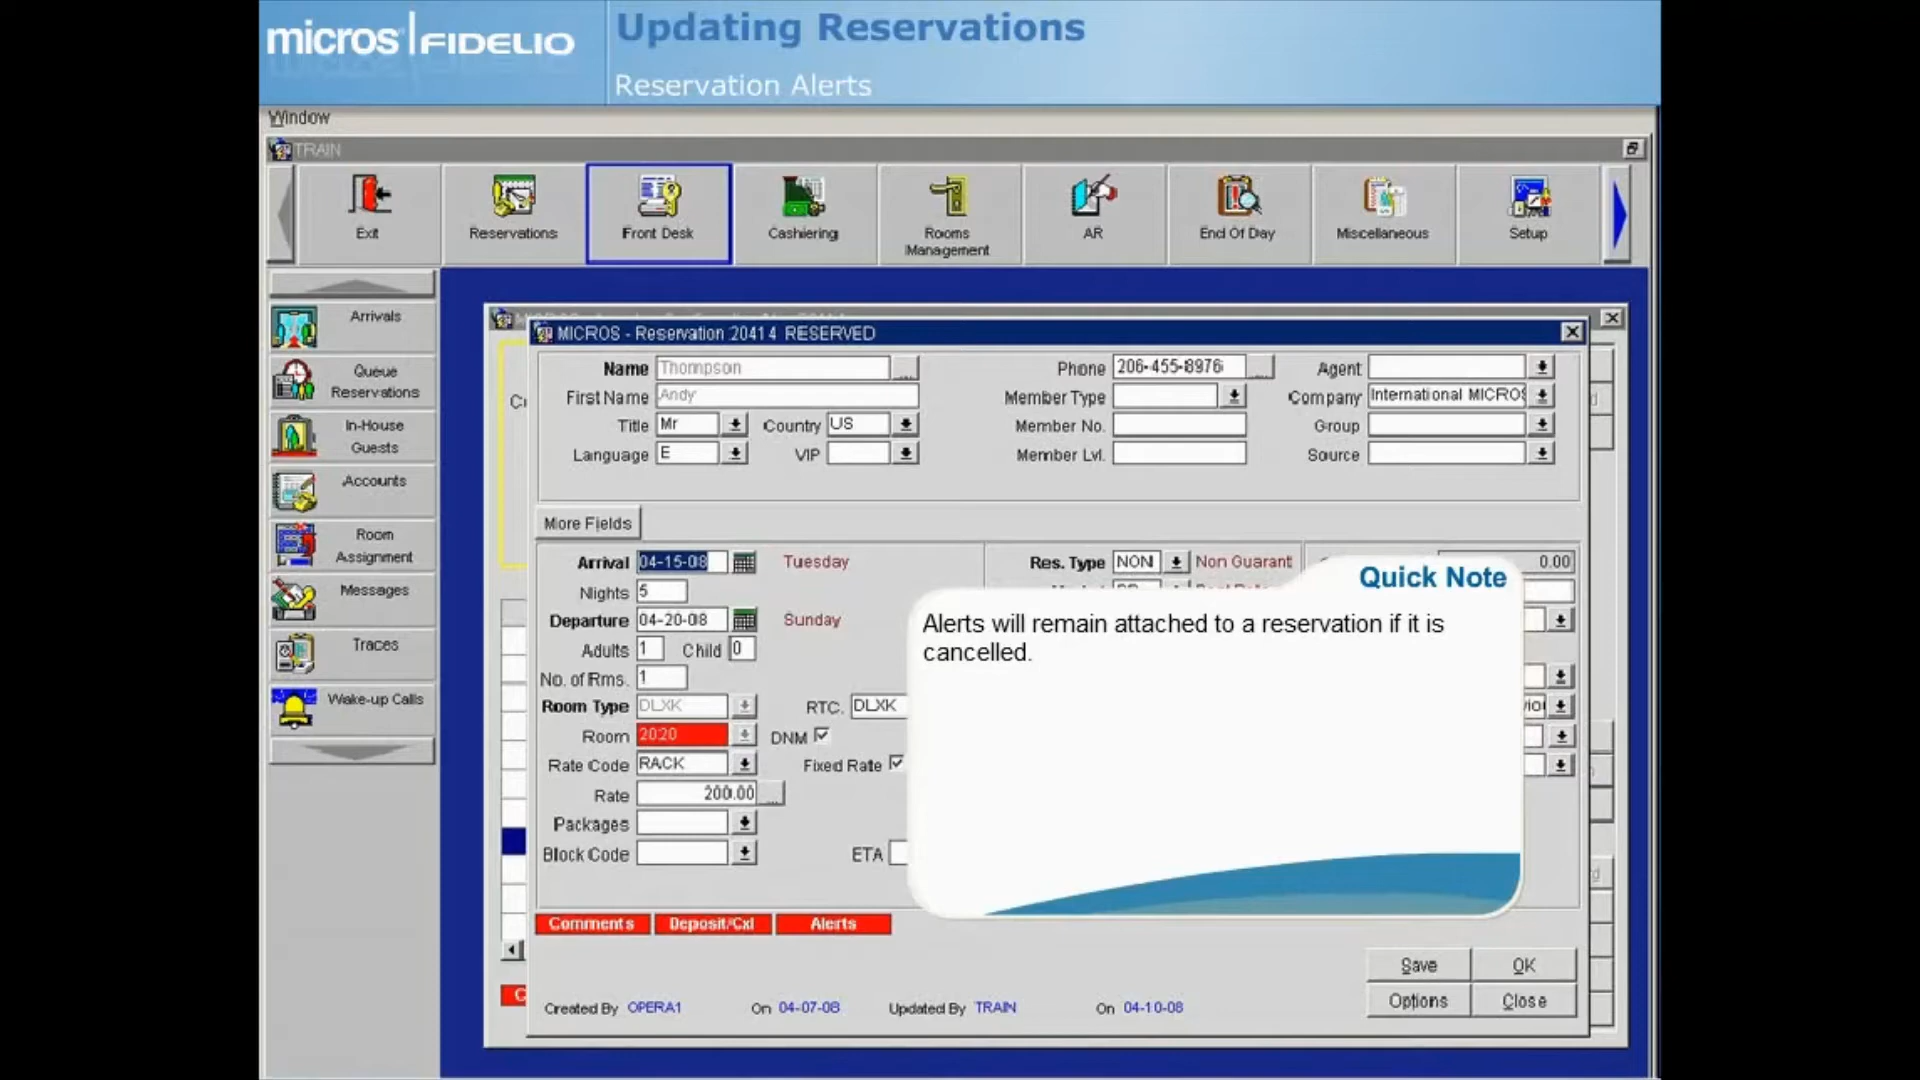 micros FIDELIO
Updating Reservations
Reservation Alerts
Window
TRAIN
Exit
Reservations
Front Desk
Cashiering
Rooms
Management
AR
End Of Day
Miscellaneous
Setup
Arrivals
Queue
Reservations
In-House
Guests
Accounts
Room
Assignment
Messages
Traces
Wake-up Calls
MICROS - Reservation 20414 RESERVED
Name Thompson
Phone 206-455-8976
Agent
First Name Andy
Member Type
Company International MICROS
Title Mr
Country US
Member No.
Group
Language E
VIP
Member Lvl.
Source
More Fields
Arrival 04-15-08 Tuesday
Res. Type NON Non Guarant
0.00
Nights 5
Departure 04-20-08 Sunday
Adults 1 Child 0
No. of Rms. 1
Room Type DLXK
RTC. DLXK
Room 2020
DNM
Rate Code RACK
Fixed Rate
Rate 200.00
Packages
Block Code
ETA
Quick Note
Alerts will remain attached to a reservation if it is
cancelled.
Comments Deposit/Cxl Alerts
Save OK
Options Close
Created By OPERA1 On 04-07-08 Updated By TRAIN On 04-10-08